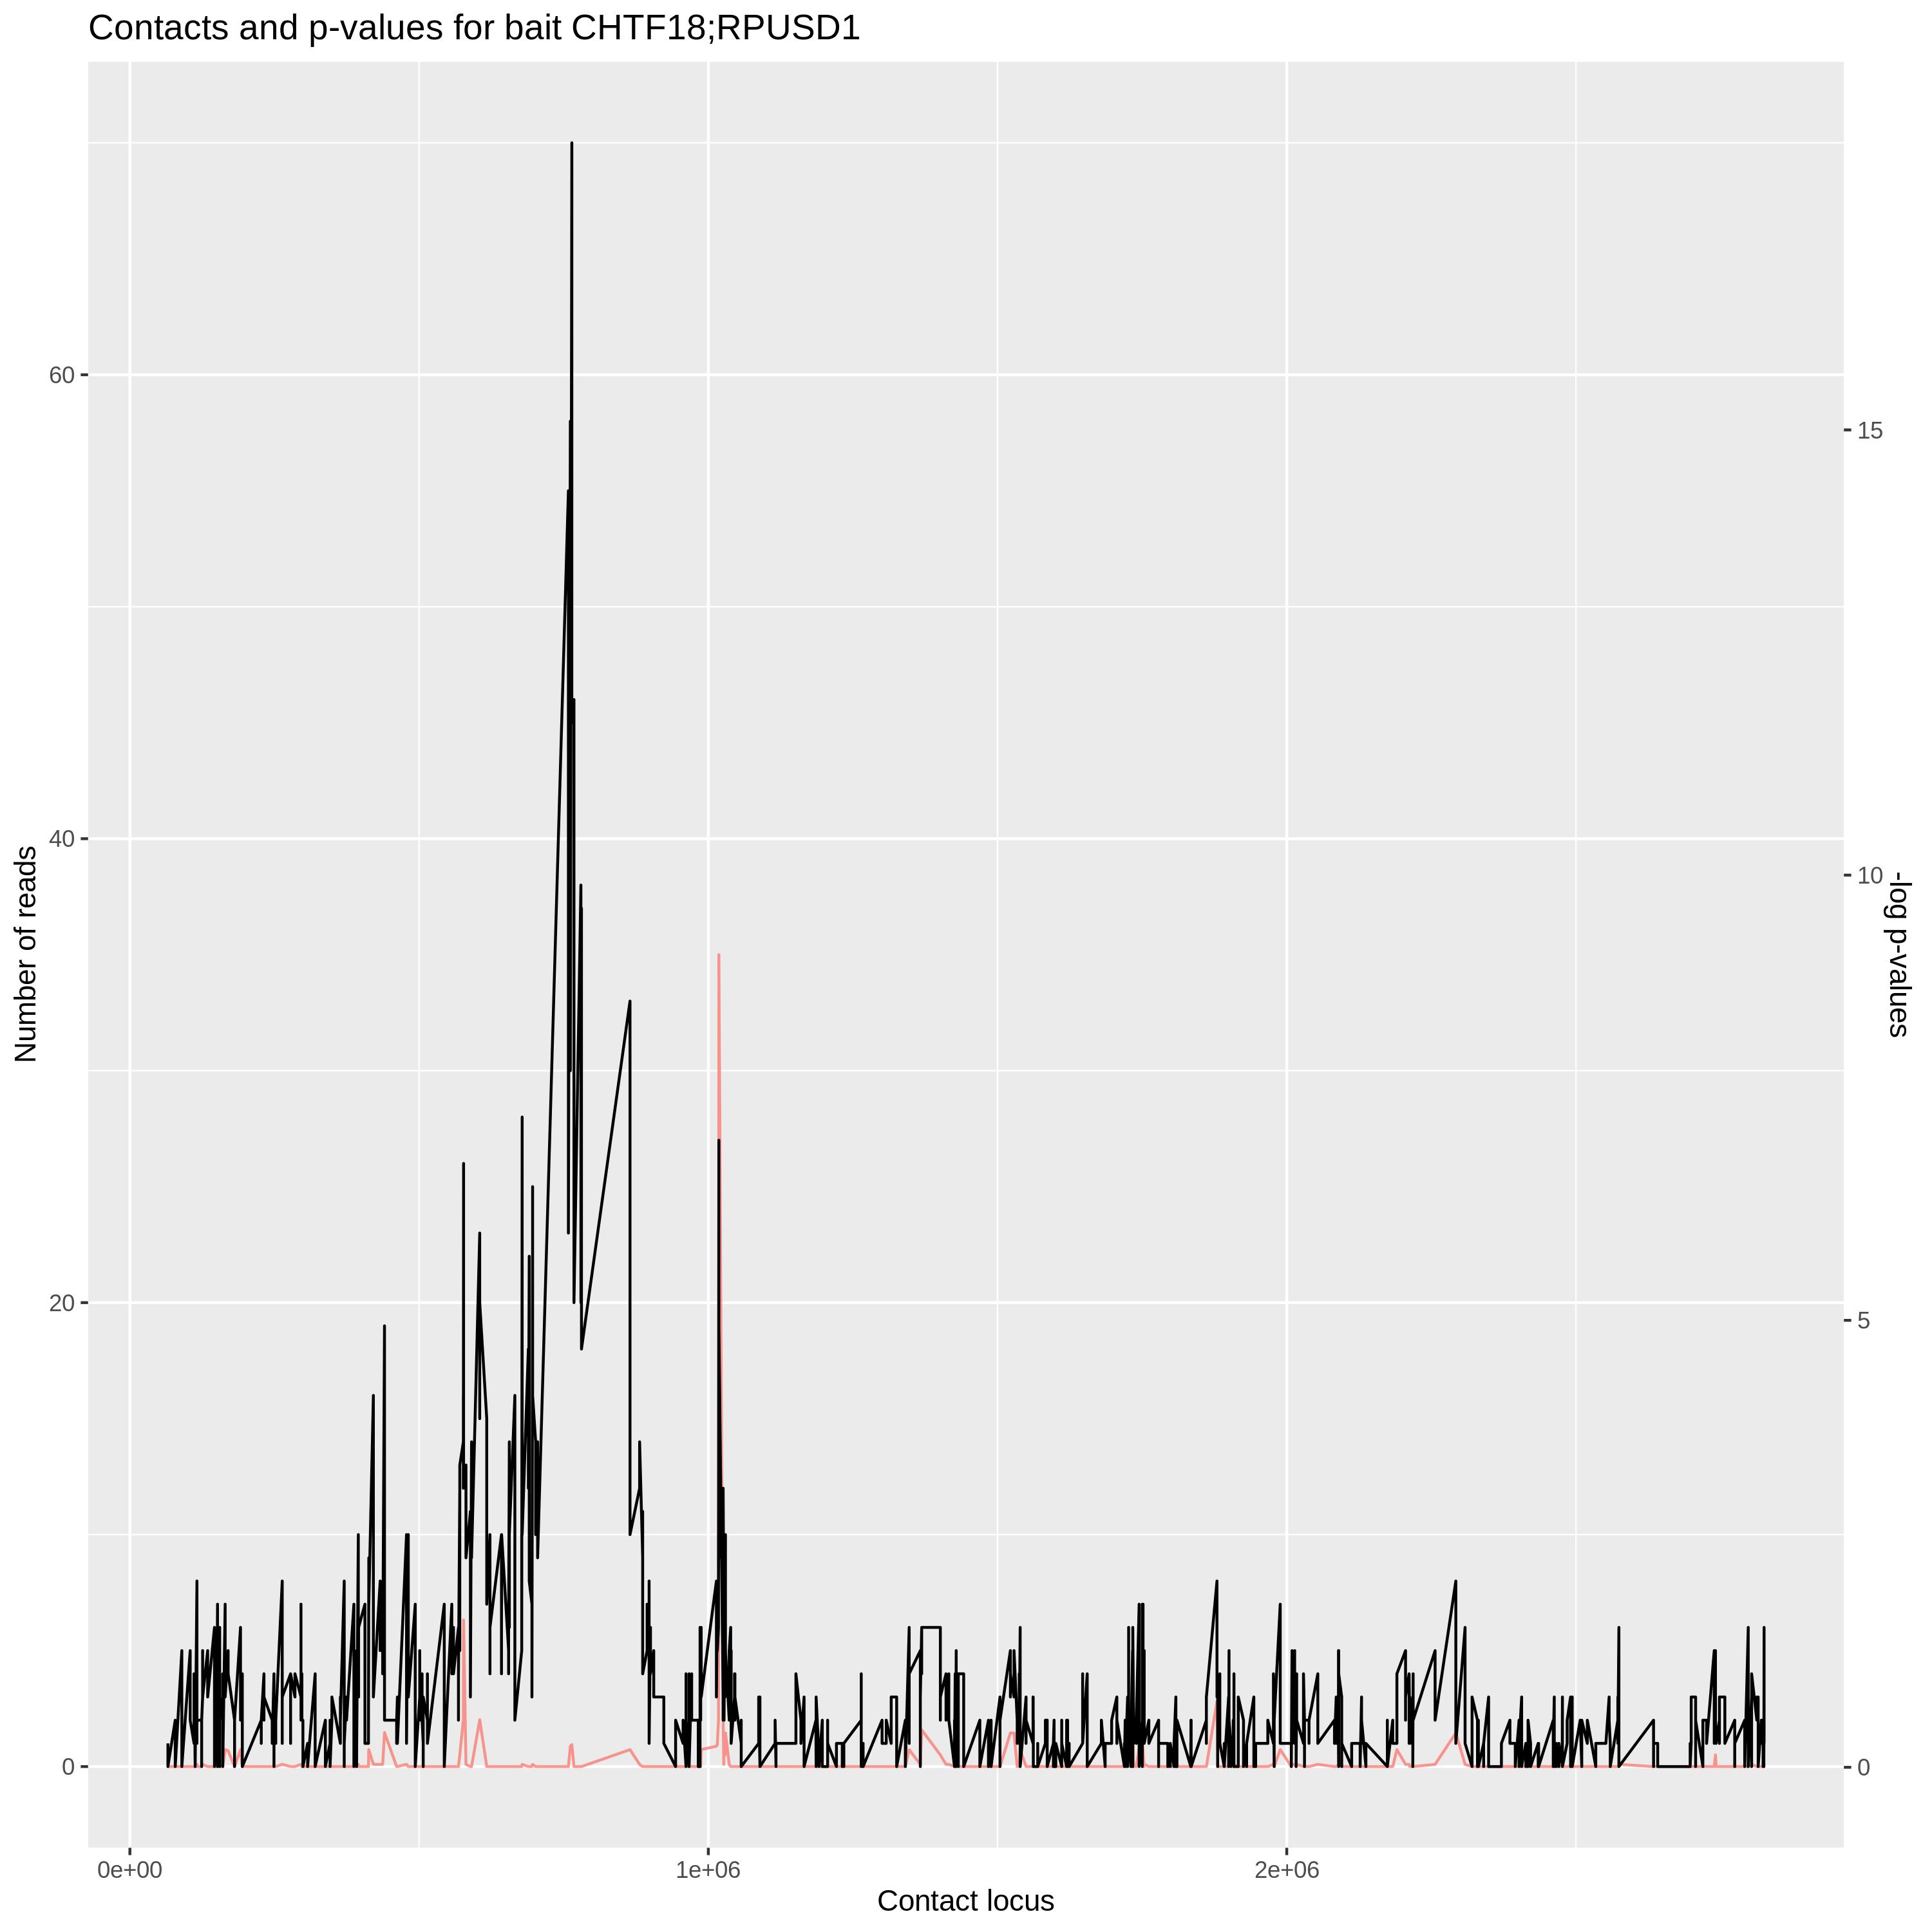 Contacts and p-values for bait CHTF18;RPUSD1
60
40
20
0
Number of reads
15
10
5
0
-log p-values
0e+00
1e+06
2e+06
Contact locus